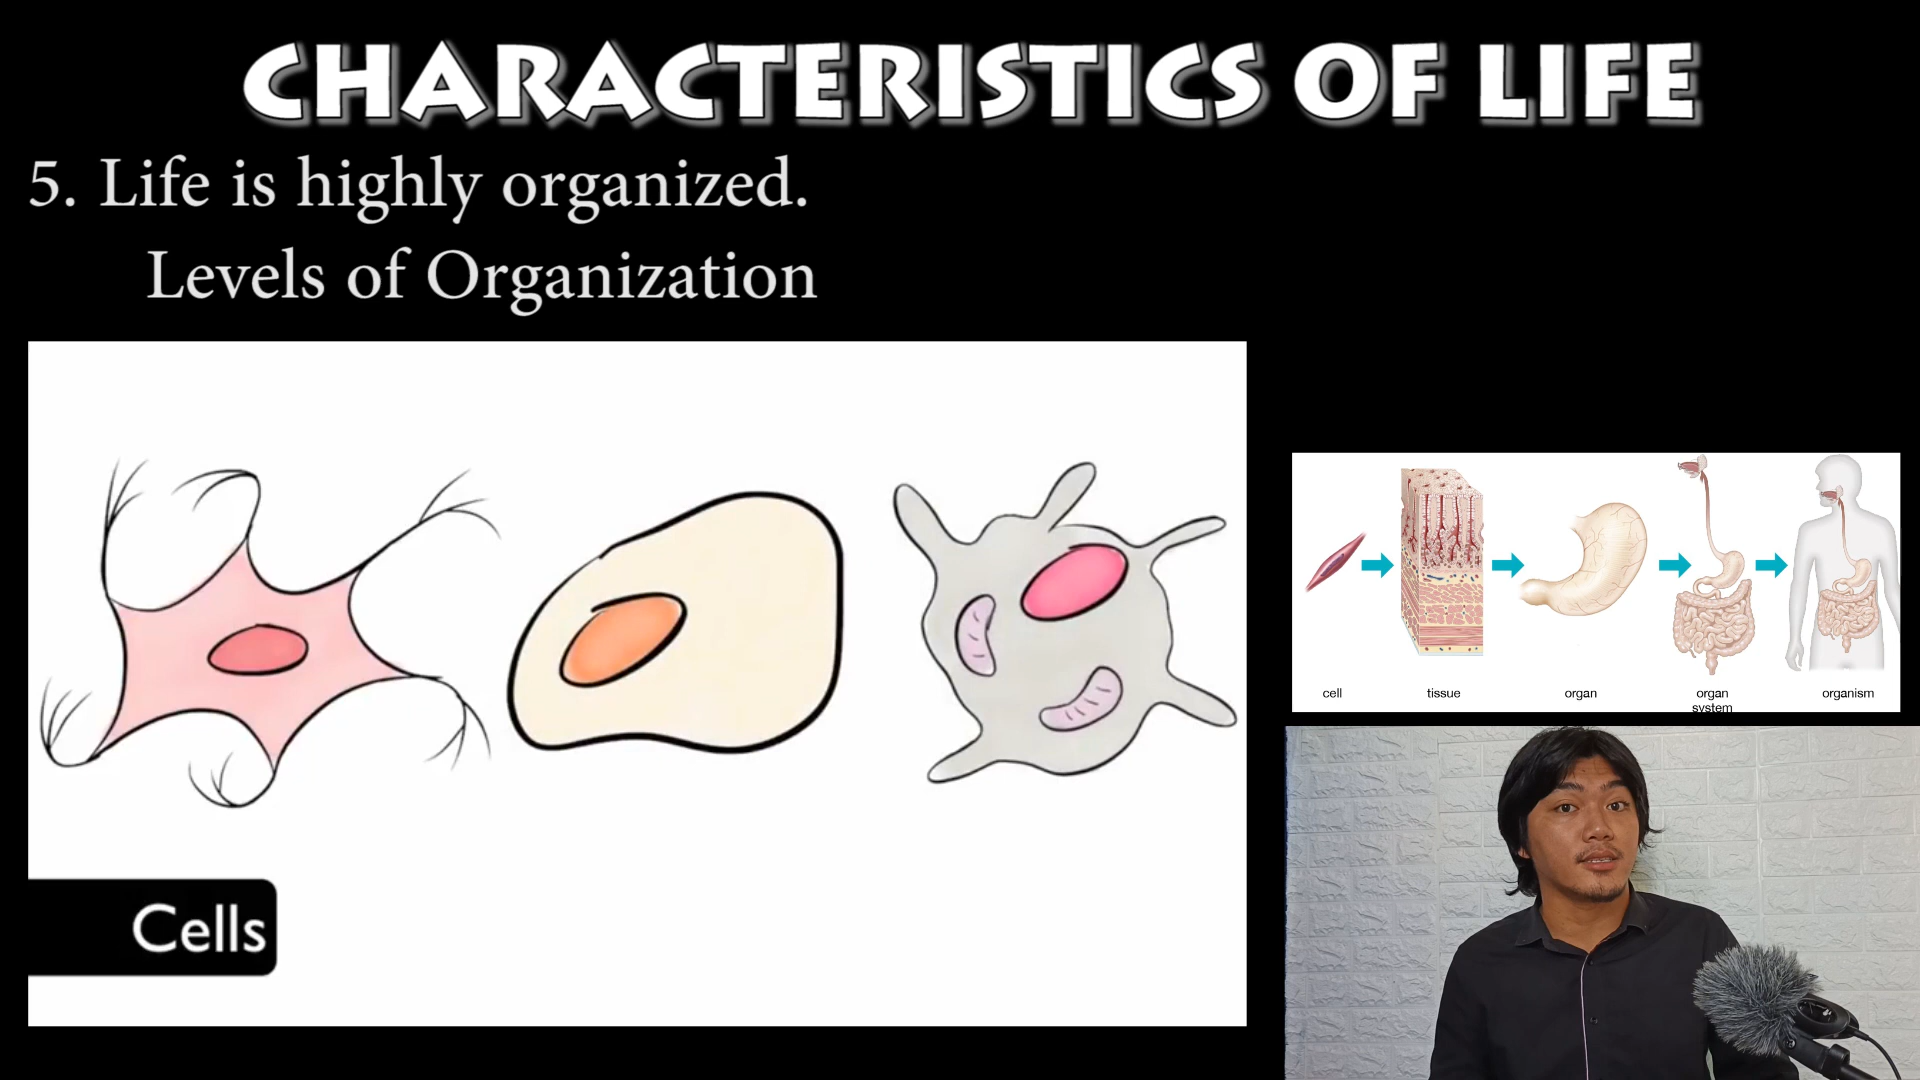 CHARACTERISTICS OF LIFE
5. Life is highly organized.
Levels of Organization
Cells
cell tissue organ organ system organism